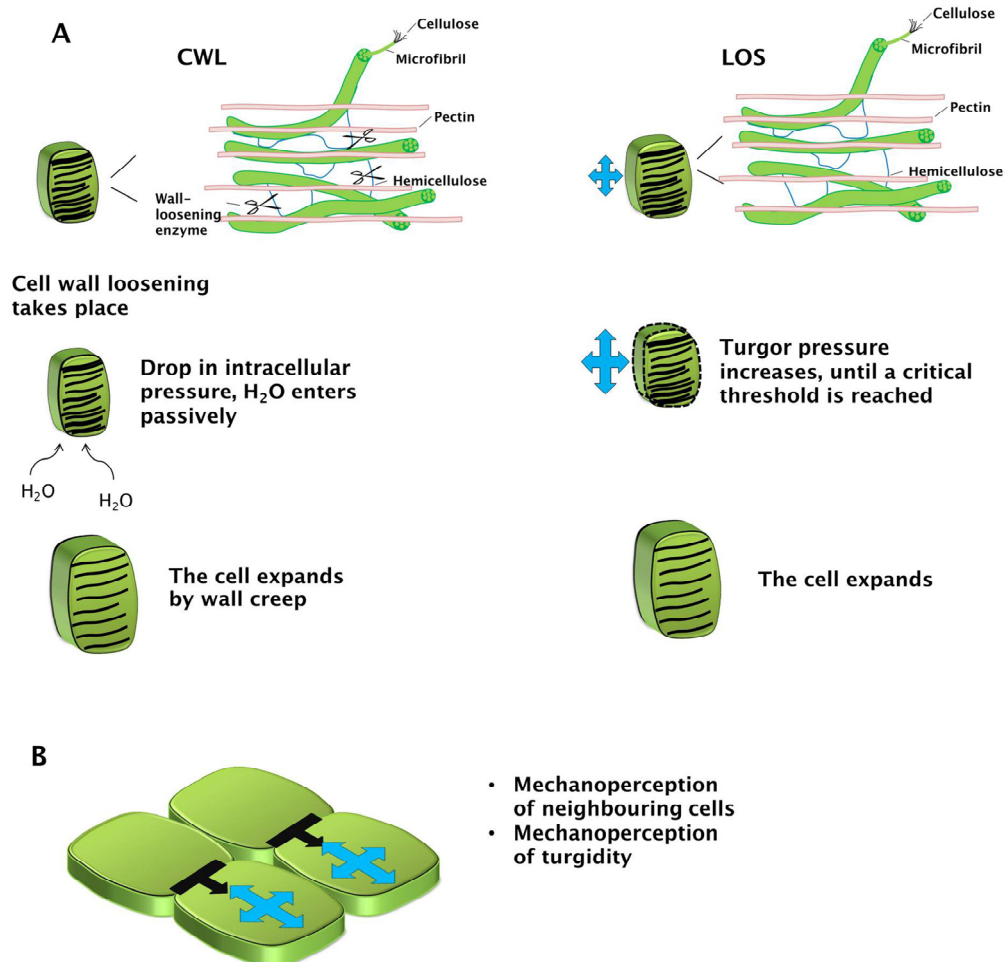 A
CWL
Cellulose
Microfibril
Pectin
Hemicellulose
Wall-
loosening
enzyme
LOS
Cellulose
Microfibril
Pectin
Hemicellulose
Cell wall loosening
takes place
Drop in intracellular
pressure, H₂O enters
passively
H₂O
H₂O
The cell expands
by wall creep
Turgor pressure
increases, until a critical
threshold is reached
The cell expands
B
• Mechanoperception
of neighbouring cells
• Mechanoperception
of turgidity